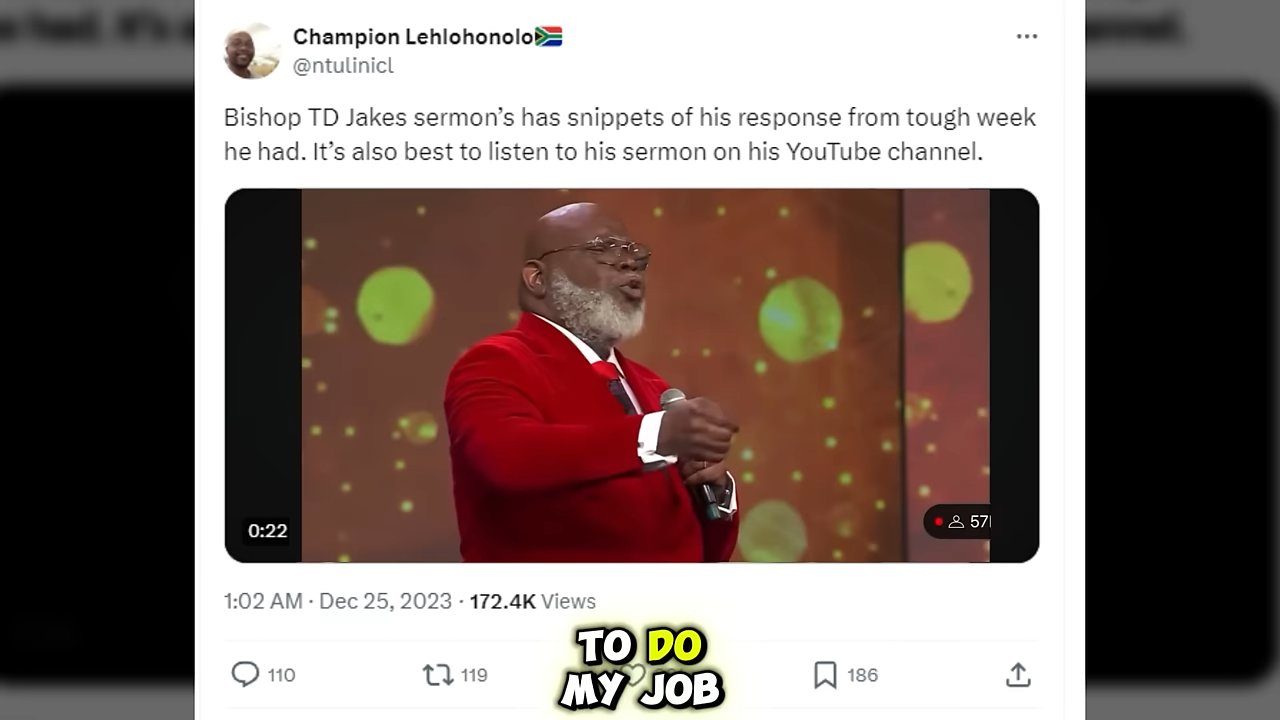 Champion Lehlohonolo🇿🇦
@ntulinicl
Bishop TD Jakes sermon’s has snippets of his response from tough week
he had. It’s also best to listen to his sermon on his YouTube channel.
0:22
1:02 AM · Dec 25, 2023 · 172.4K Views
TO DO
MY JOB
110
119
186